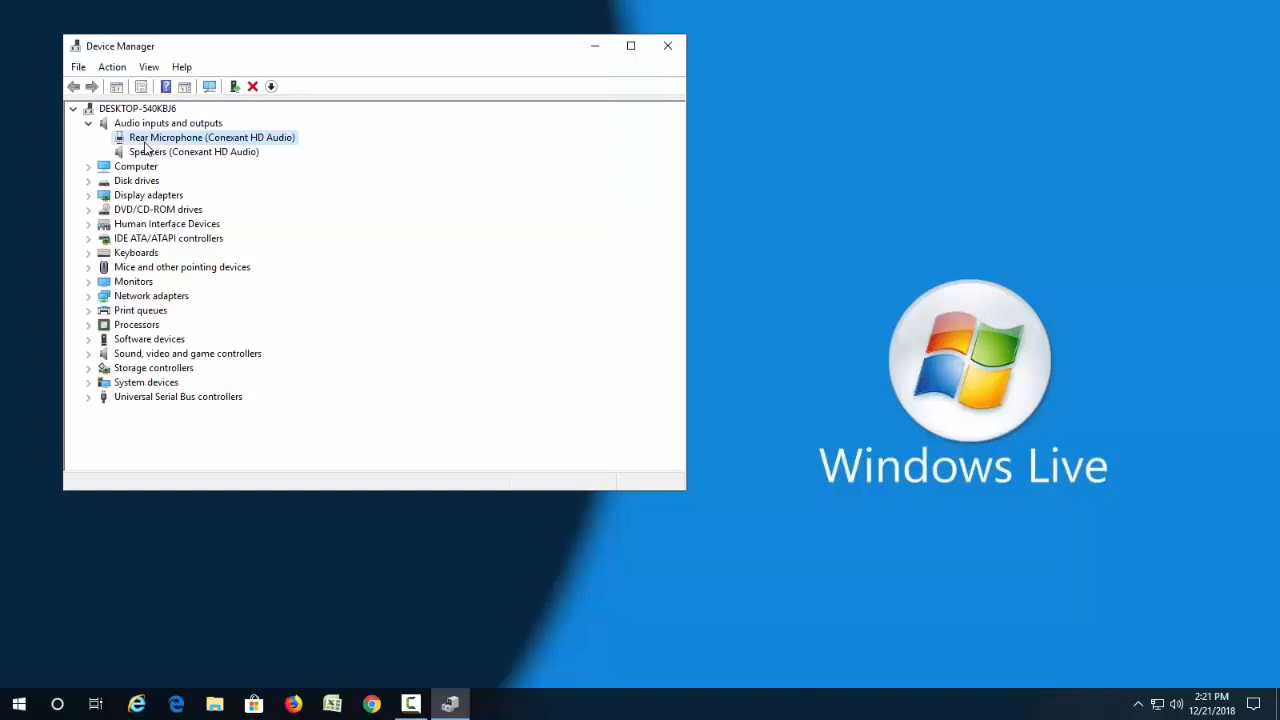 Device Manager
File Action View Help
DESKTOP-540KBJ6
Audio inputs and outputs
Rear Microphone (Conexant HD Audio)
Speakers (Conexant HD Audio)
Computer
Disk drives
Display adapters
DVD/CD-ROM drives
Human Interface Devices
IDE ATA/ATAPI controllers
Keyboards
Mice and other pointing devices
Monitors
Network adapters
Print queues
Processors
Software devices
Sound, video and game controllers
Storage controllers
System devices
Universal Serial Bus controllers
Windows Live
2:21 PM
12/21/2018